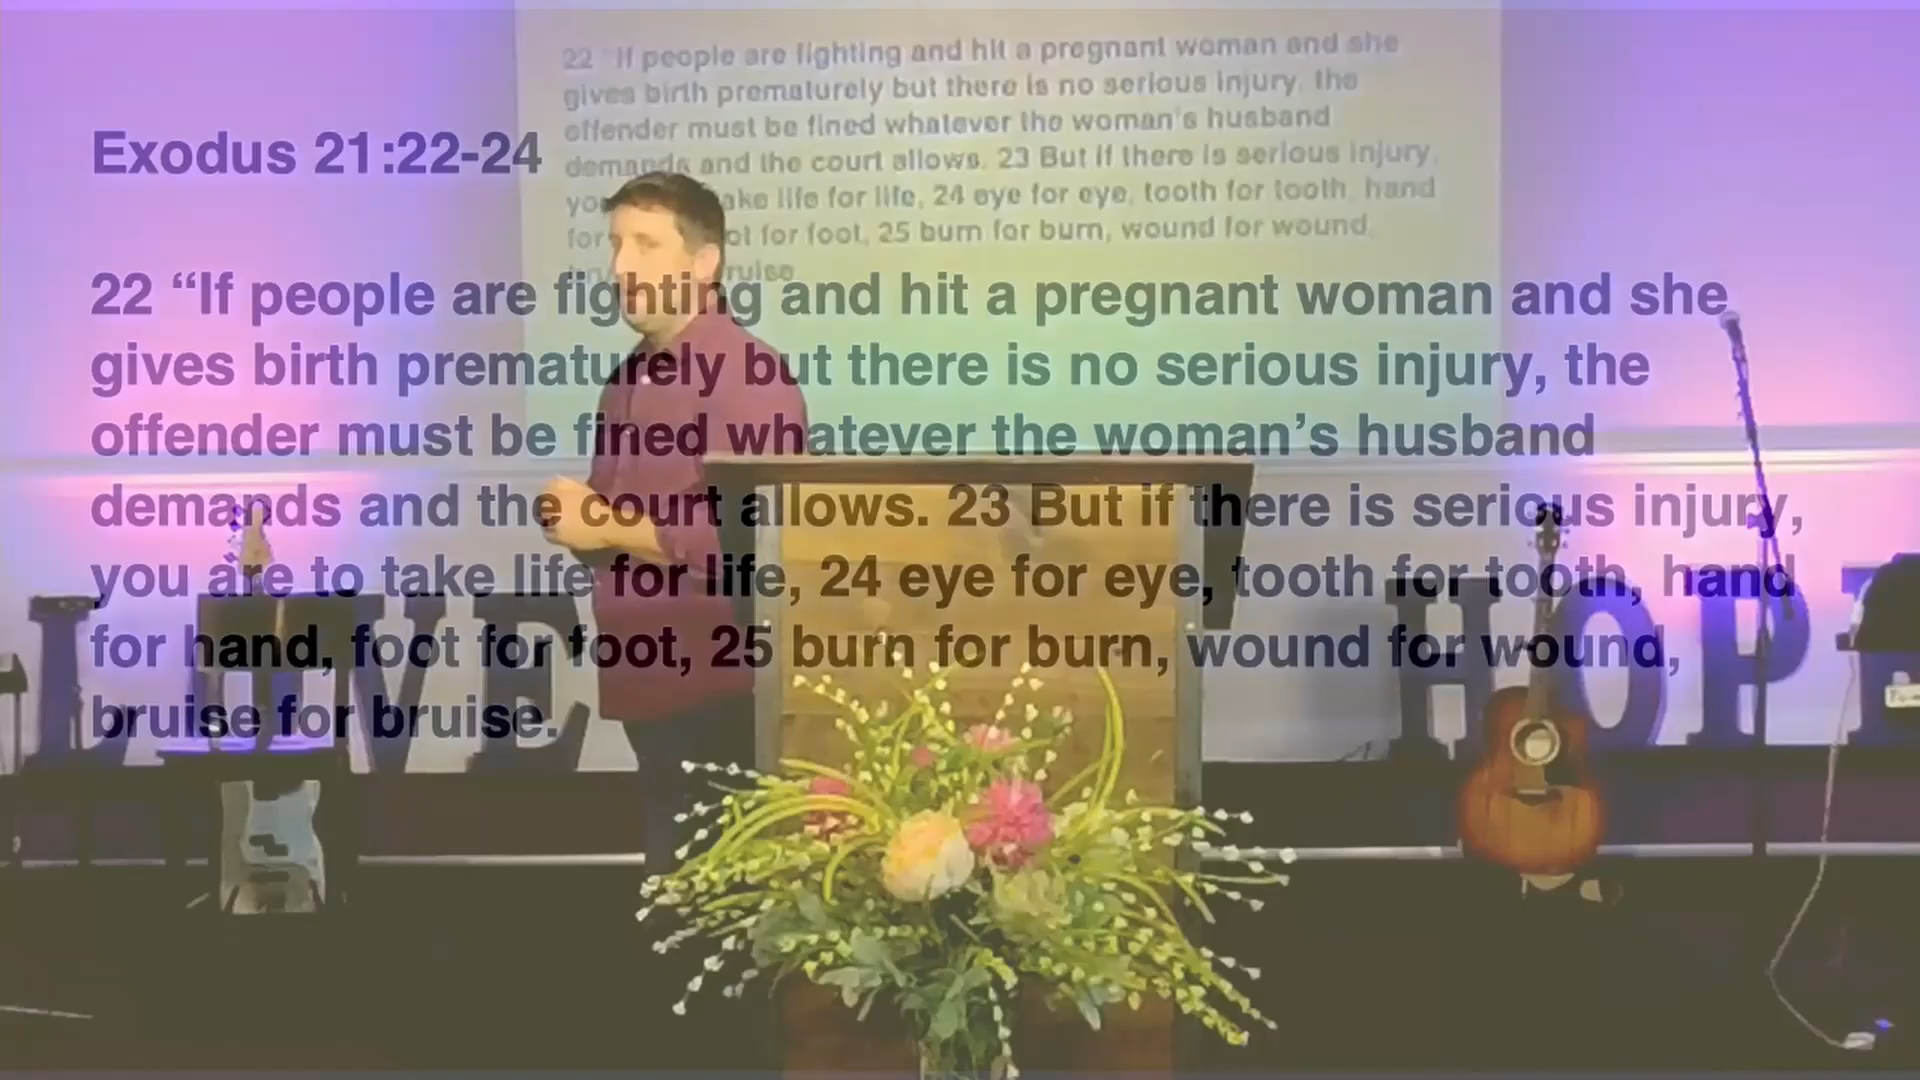 22 "If people are fighting and hit a pregnant woman and she
gives birth prematurely but there is no serious injury, the
offender must be fined whatever the woman's husband
demands and the court allows. 23 But if there is serious injury,
take life for life, 24 eye for eye, tooth for tooth, hand
for foot, 25 burn for burn, wound for wound,
Exodus 21:22-24
22 “If people are fighting and hit a pregnant woman and she
gives birth prematurely but there is no serious injury, the
offender must be fined whatever the woman’s husband
demands and the court allows. 23 But if there is serious injury,
you are to take life for life, 24 eye for eye, tooth for tooth, hand
for hand, foot for foot, 25 burn for burn, wound for wound,
bruise for bruise.